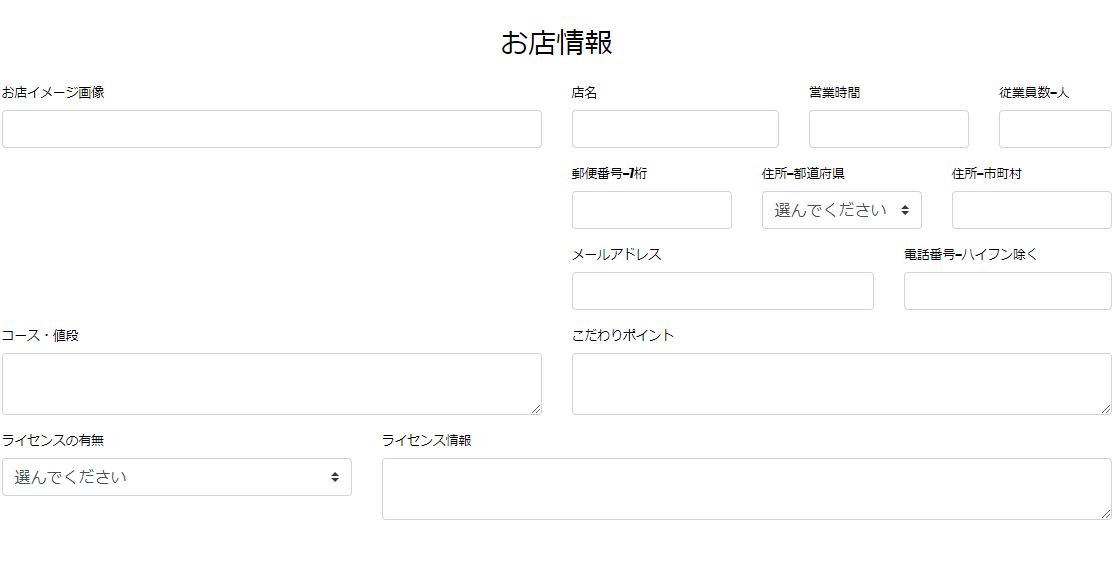 お店情報
お店イメージ画像
店名
営業時間
従業員数-人
郵便番号-7桁
住所-都道府県
住所-市町村
選んでください
メールアドレス
電話番号-ハイフン除く
コース・値段
こだわりポイント
ライセンスの有無
ライセンス情報
選んでください